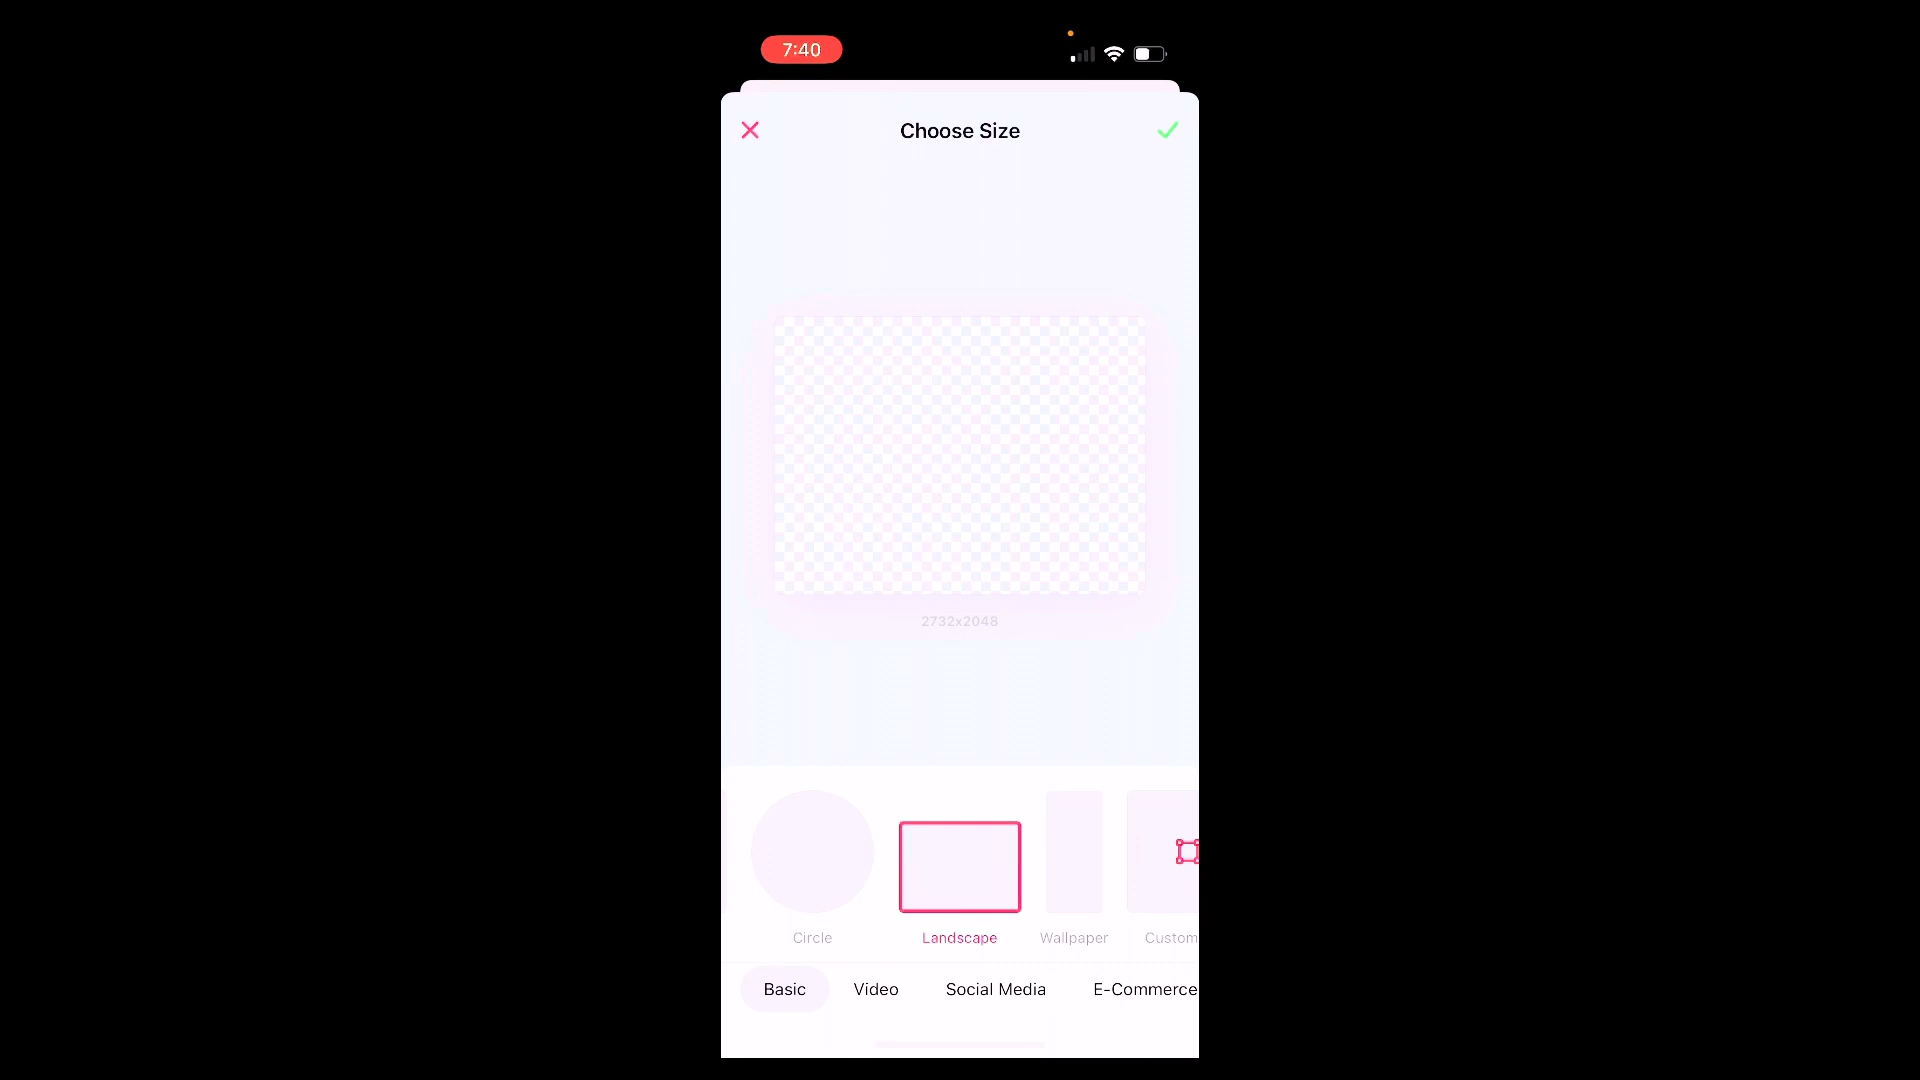 7:40
Choose Size
2732x2048
Circle
Landscape
Wallpaper
Custom
Basic
Video
Social Media
E-Commerce